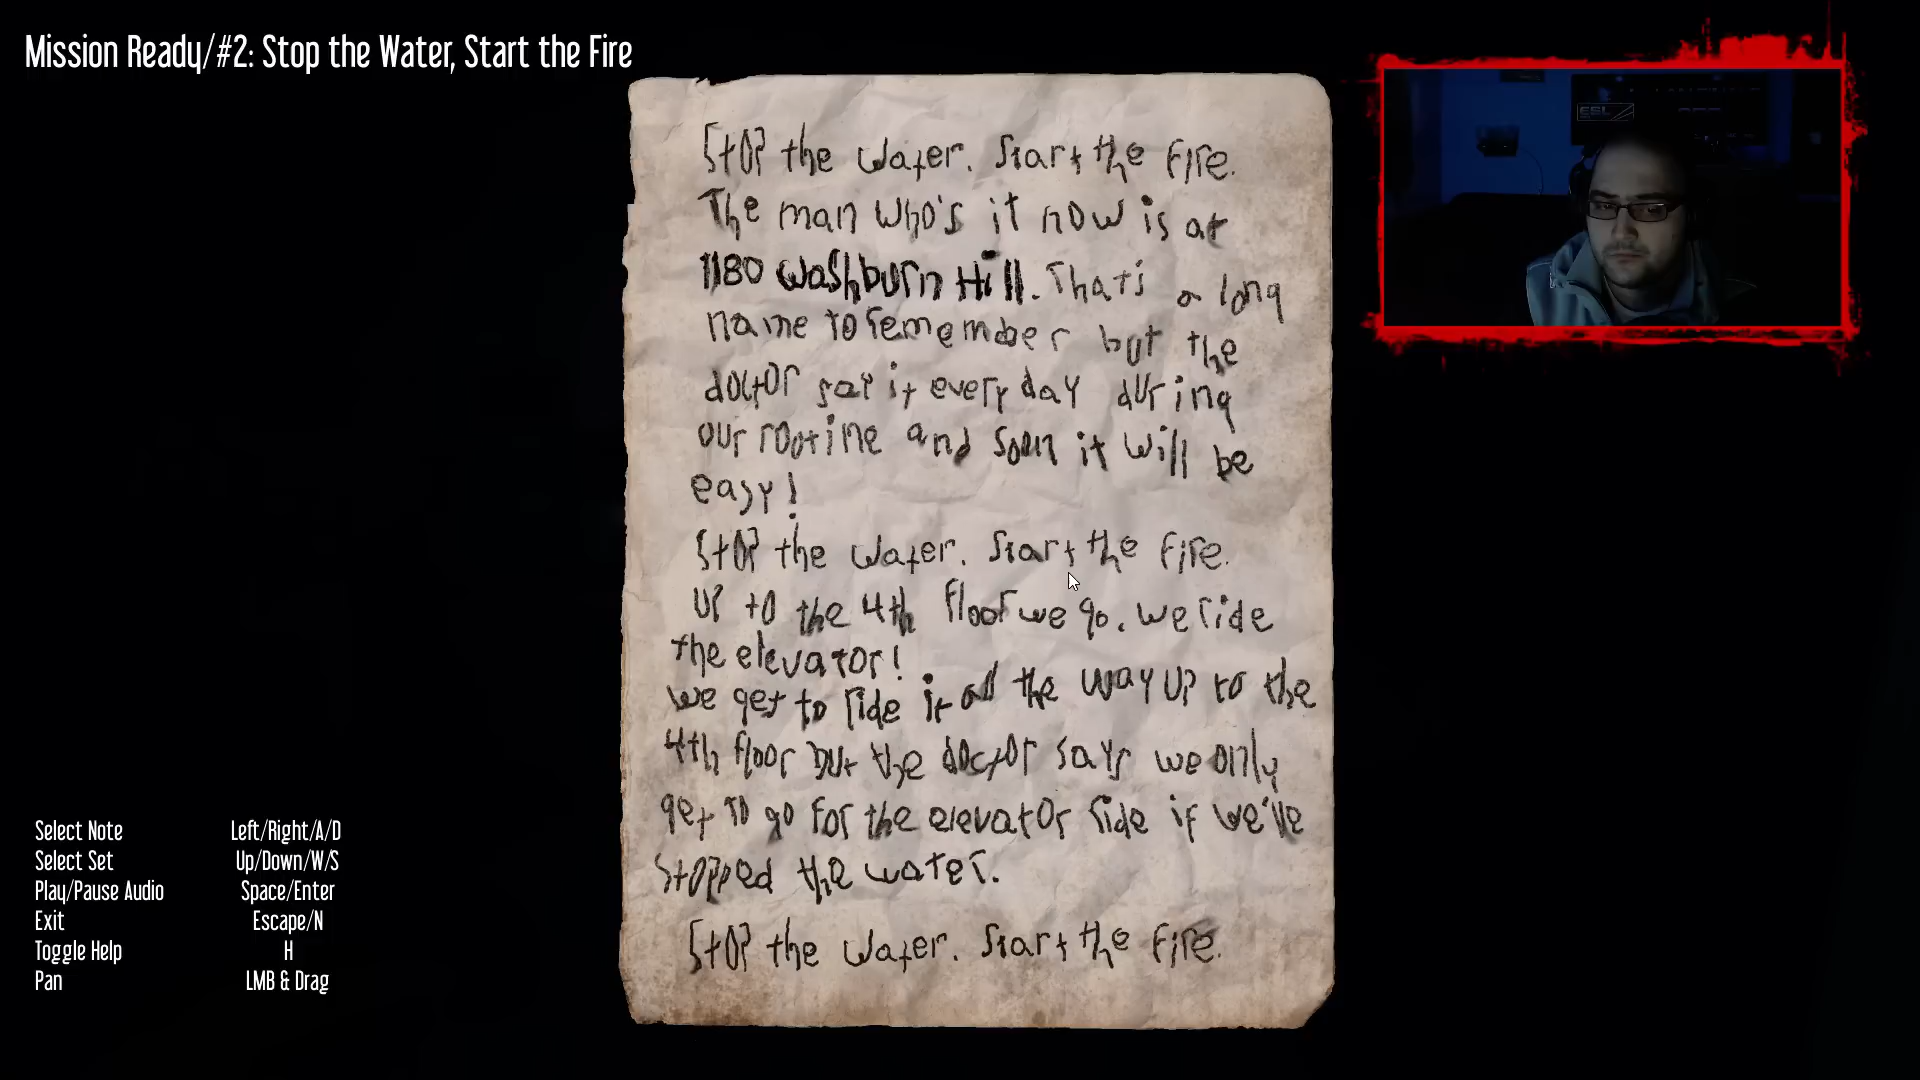 Mission Ready/#2: Stop the Water, Start the Fire
Stop the water. Start the fire.
The man who's it now is at
1180 Washburn Hill. Thats a long
name to remember but the
doctor say it every day during
our rootine and soon it will be
easy!
Stop the water. Start the fire.
Up to the 4th floor we go. we ride
the elevator!
we get to ride it all the way up to the
4th floor but the doctor says we only
get to go for the elevator ride if we've
stopped the water.
Stop the water. Start the fire.
Select Note Left/Right/A/D
Select Set Up/Down/W/S
Play/Pause Audio Space/Enter
Exit Escape/N
Toggle Help H
Pan LMB & Drag